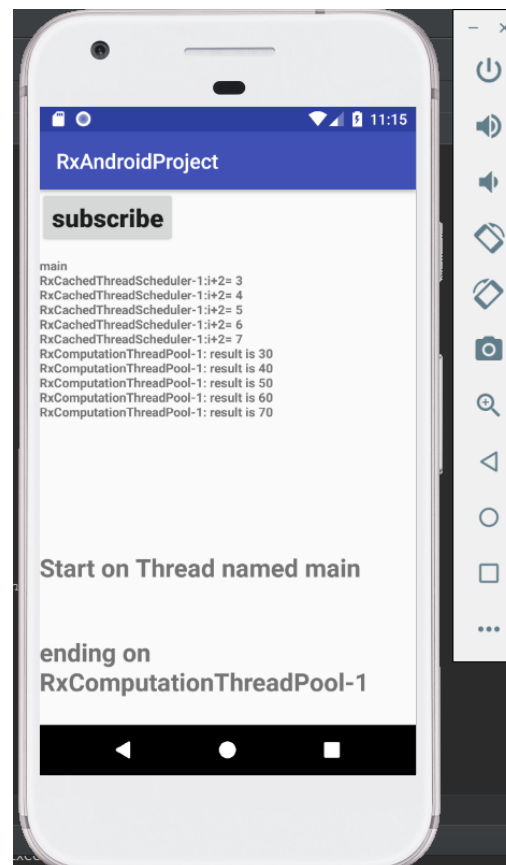 11:15
RxAndroidProject
subscribe
main
RxCachedThreadScheduler-1:i+2= 3
RxCachedThreadScheduler-1:i+2= 4
RxCachedThreadScheduler-1:i+2= 5
RxCachedThreadScheduler-1:i+2= 6
RxCachedThreadScheduler-1:i+2= 7
RxComputationThreadPool-1: result is 30
RxComputationThreadPool-1: result is 40
RxComputationThreadPool-1: result is 50
RxComputationThreadPool-1: result is 60
RxComputationThreadPool-1: result is 70
Start on Thread named main
ending on
RxComputationThreadPool-1